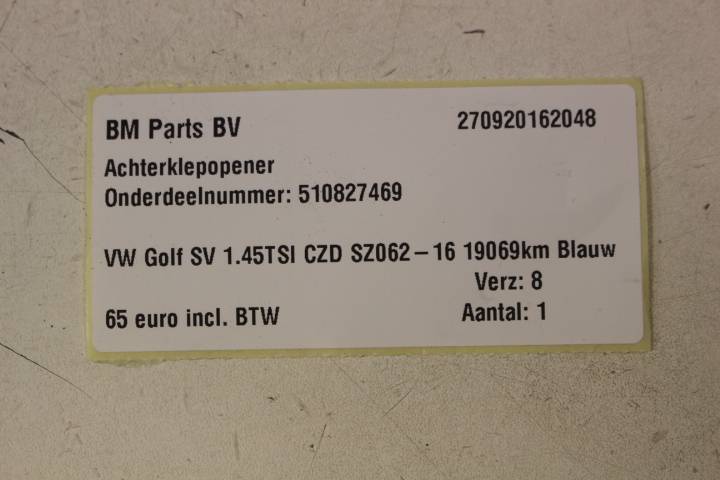 BM Parts BV 270920162048
Achterklepopener
Onderdeelnummer: 510827469
VW Golf SV 1.45TSI CZD SZ062-16 19069km Blauw
Verz: 8
65 euro incl. BTW Aantal: 1